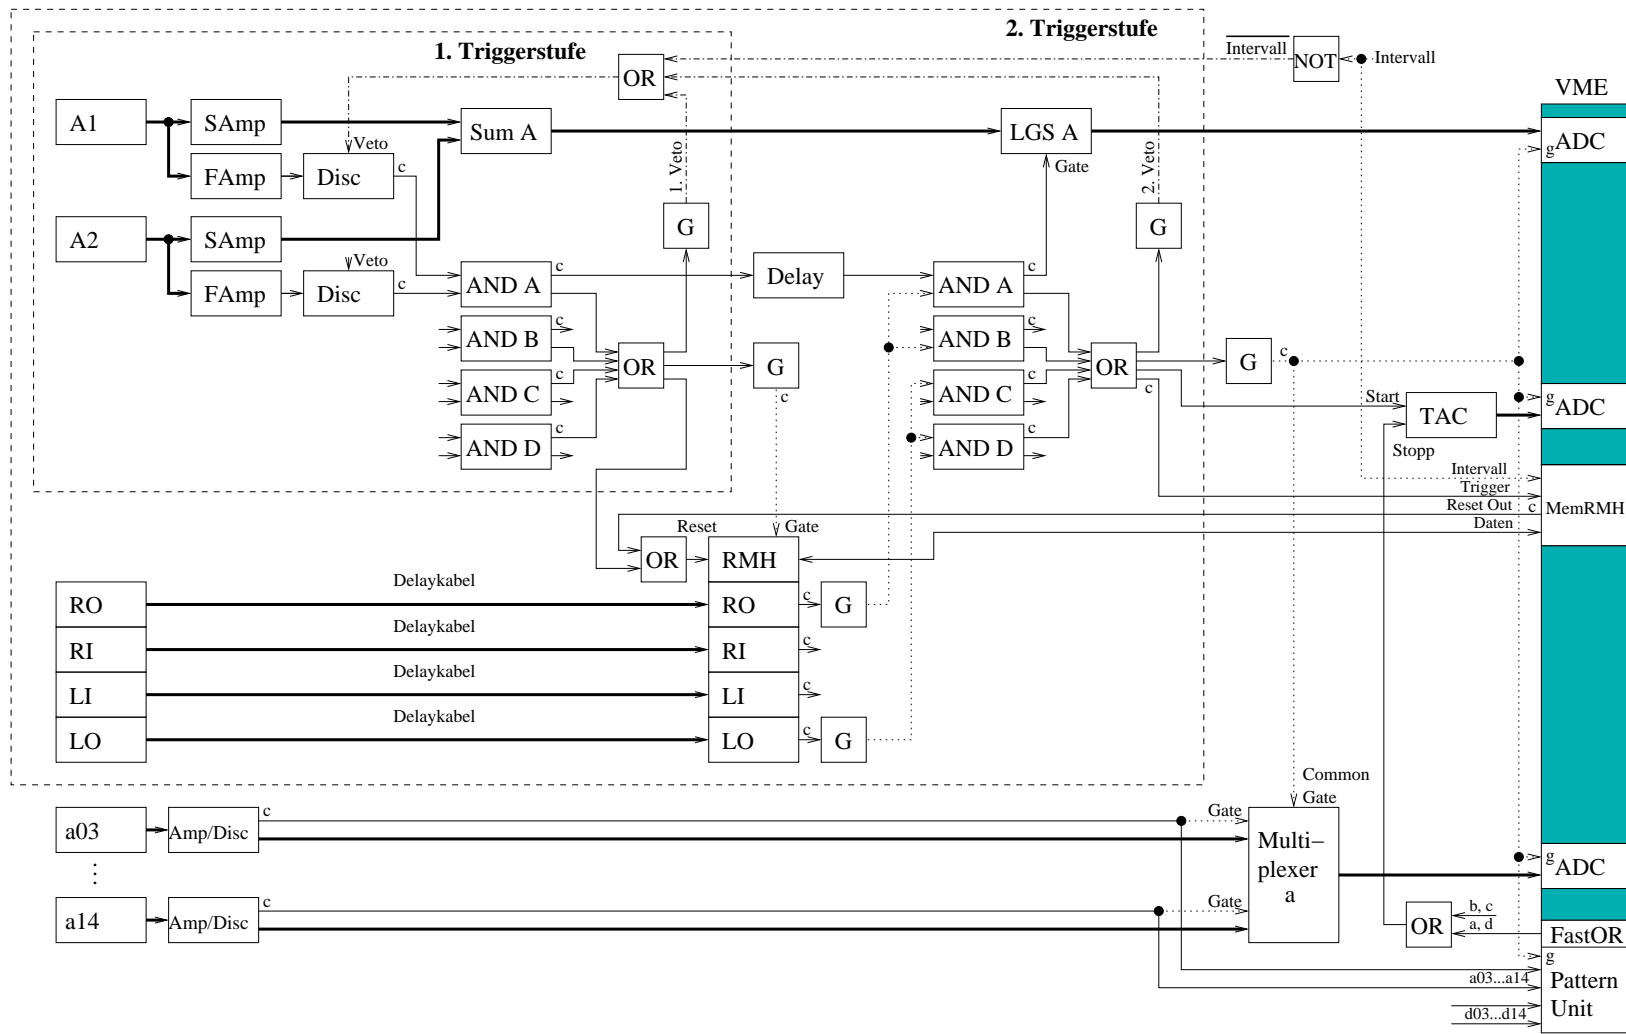 2. Triggerstufe
1. Triggerstufe
Intervall
NOT
Intervall
VME
OR
A1
SAmp
Sum A
LGS A
ADC
g
Veto
c
FAmp
Disc
1. Veto
Gate
2. Veto
A2
SAmp
G
G
Veto
c
FAmp
Disc
AND A
c
Delay
AND A
c
AND B
c
AND B
c
OR
G
c
OR
G
c
AND C
c
AND C
c
c
Start
TAC
g
ADC
AND D
c
AND D
c
Stopp
Intervall
Trigger
Reset Out
c
MemRMH
Daten
Reset
Gate
OR
RMH
Delaykabel
RO
RO
c
G
Delaykabel
RI
RI
c
Delaykabel
LI
LI
c
Delaykabel
LO
LO
c
G
Common
Gate
a03
Amp/Disc
c
Gate
Multi–
plexer
a
g
ADC
⋮
a14
Amp/Disc
c
Gate
OR
b, c
a, d
FastOR
g
a03...a14
Pattern
Unit
d03...d14